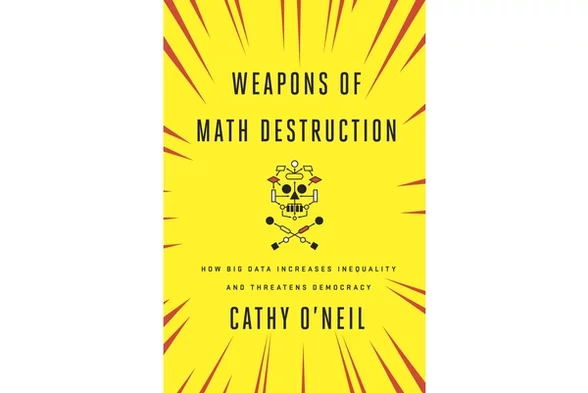 WEAPONS OF
MATH DESTRUCTION
HOW BIG DATA INCREASES INEQUALITY
AND THREATENS DEMOCRACY
CATHY O'NEIL